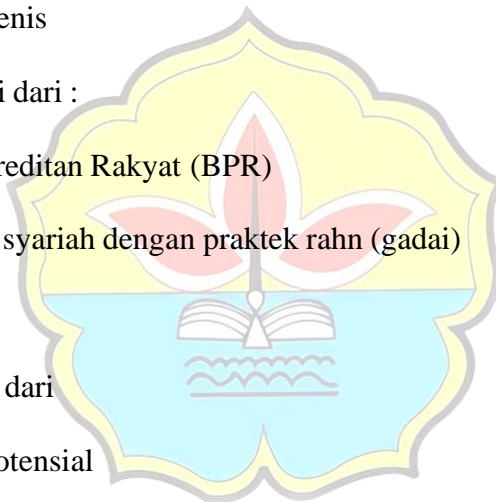 enis
i dari :
reditan Rakyat (BPR)
syariah dengan praktek rahn (gadai)
dari
otensial